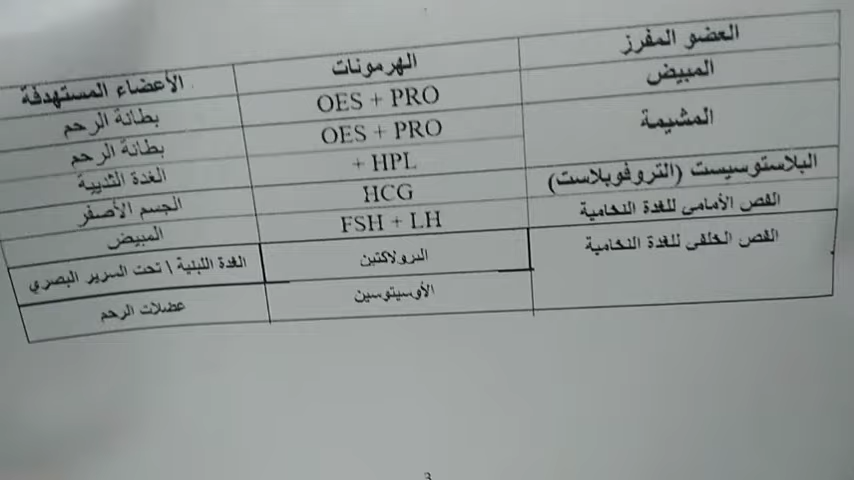 العضو المفرز الهرمونات الأعضاء المستهدفة
المبيض OES + PRO بطانة الرحم
المشيمة OES + PRO بطانة الرحم
+ HPL الغدة الثديية
البلاستوسيست (التروفوبلاست) HCG الجسم الأصفر
الفص الأمامي للغدة النخامية FSH + LH المبيض
الفص الخلفي للغدة النخامية البرولاكتين الغدة اللبنية \ تحت السرير البصري
الأوسيتوسين عضلات الرحم
3